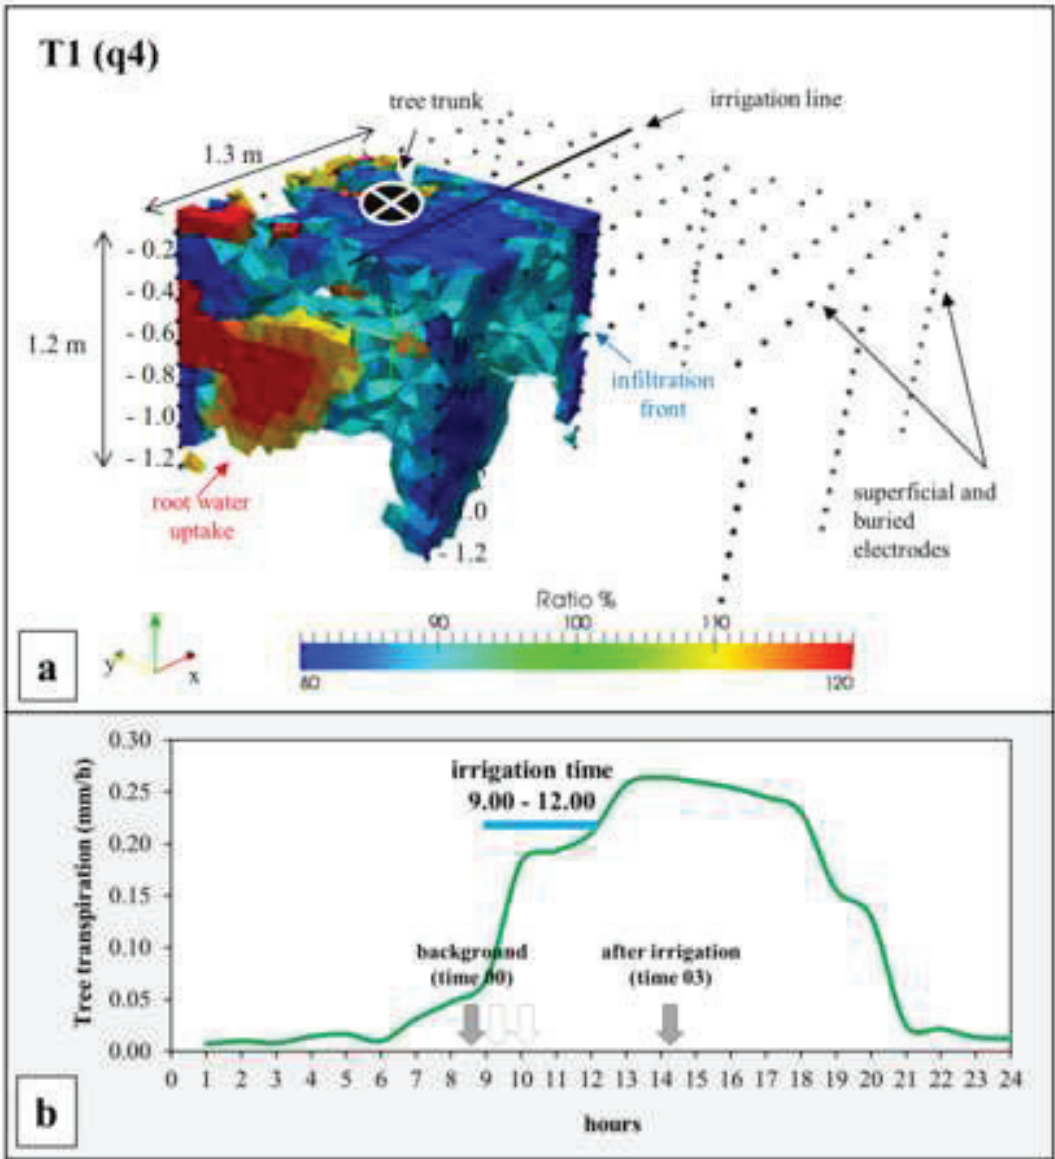 T1 (q4)
tree trunk
irrigation line
1.3 m
- 0.2
- 0.4
- 0.6
- 0.8
- 1.0
- 1.2
1.2 m
infiltration
front
root water
uptake
.0
- 1.2
superficial and
buried
electrodes
Ratio %
90 100 110
80 120
y x
a
0.30
0.25
0.20
0.15
0.10
0.05
0.00
Tree transpiration (mm/h)
irrigation time
9.00 - 12.00
background
(time 00)
after irrigation
(time 03)
0 1 2 3 4 5 6 7 8 9 10 11 12 13 14 15 16 17 18 19 20 21 22 23 24
hours
b